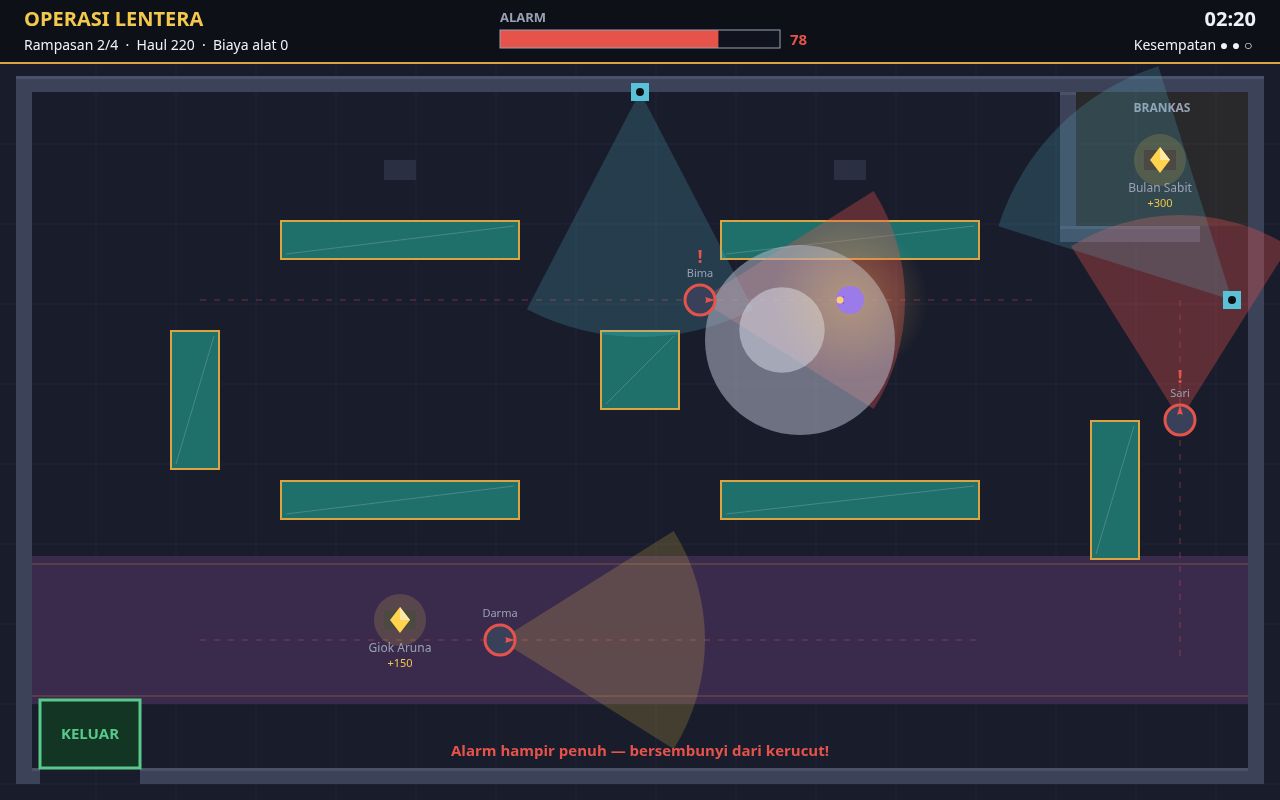 OPERASI LENTERA
Rampasan 2/4 · Haul 220 · Biaya alat 0
ALARM
78
02:20
Kesempatan ● ● ○
BRANKAS
Bulan Sabit
+300
!
Bima
!
Sari
Darma
Giok Aruna
+150
KELUAR
Alarm hampir penuh — bersembunyi dari kerucut!